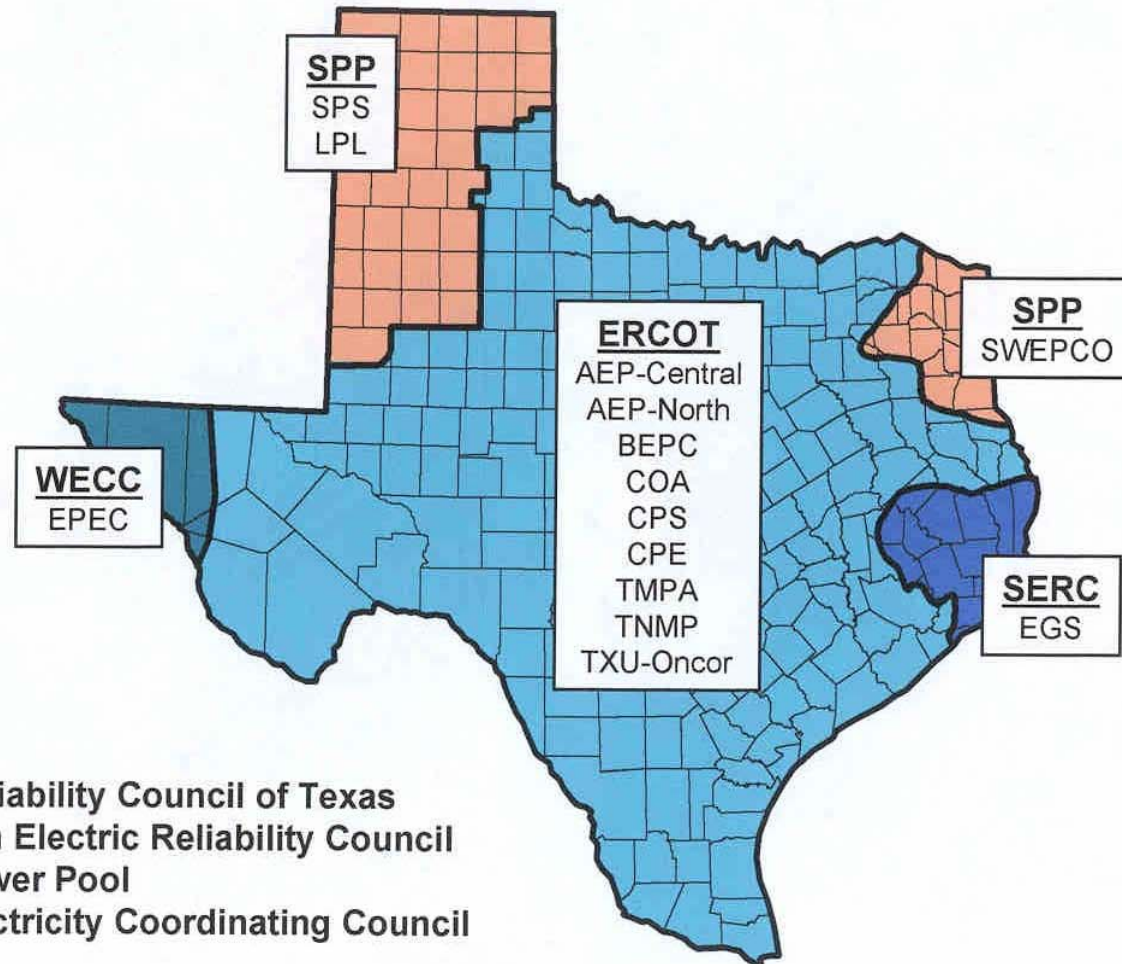 SPP
SPS
LPL
SPP
SWEPCO
ERCOT
AEP-Central
AEP-North
BEPC
COA
CPS
CPE
TMPA
TNMP
TXU-Oncor
WECC
EPEC
SERC
EGS
iability Council of Texas
Electric Reliability Council
er Pool
ctricity Coordinating Council